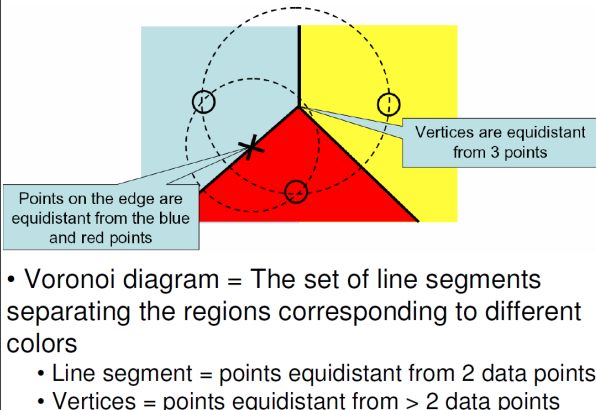 Vertices are equidistant
from 3 points
Points on the edge are
equidistant from the blue
and red points
• Voronoi diagram = The set of line segments
separating the regions corresponding to different
colors
• Line segment = points equidistant from 2 data points
• Vertices = points equidistant from > 2 data points